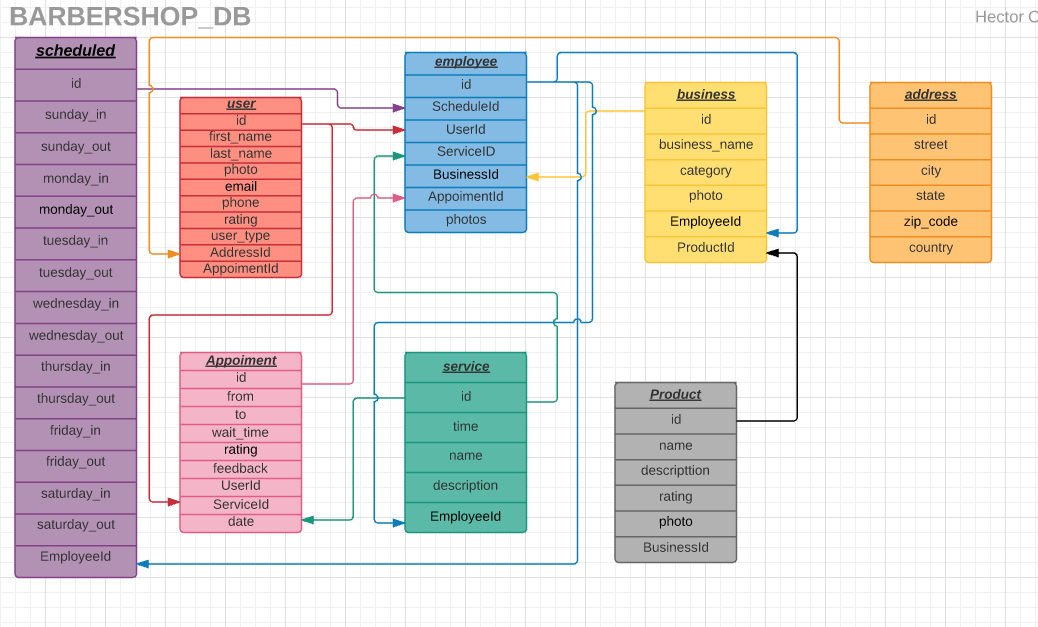 BARBERSHOP_DB
Hector C
scheduled
id
sunday_in
sunday_out
monday_in
monday_out
tuesday_in
tuesday_out
wednesday_in
wednesday_out
thursday_in
thursday_out
friday_in
friday_out
saturday_in
saturday_out
EmployeeId
user
id
first_name
last_name
photo
email
phone
rating
user_type
AddressId
AppoimentId
employee
id
ScheduleId
UserId
ServiceID
BusinessId
AppoimentId
photos
business
id
business_name
category
photo
EmployeeId
ProductId
address
id
street
city
state
zip_code
country
Appoiment
id
from
to
wait_time
rating
feedback
UserId
ServiceId
date
service
id
time
name
description
EmployeeId
Product
id
name
descripttion
rating
photo
BusinessId